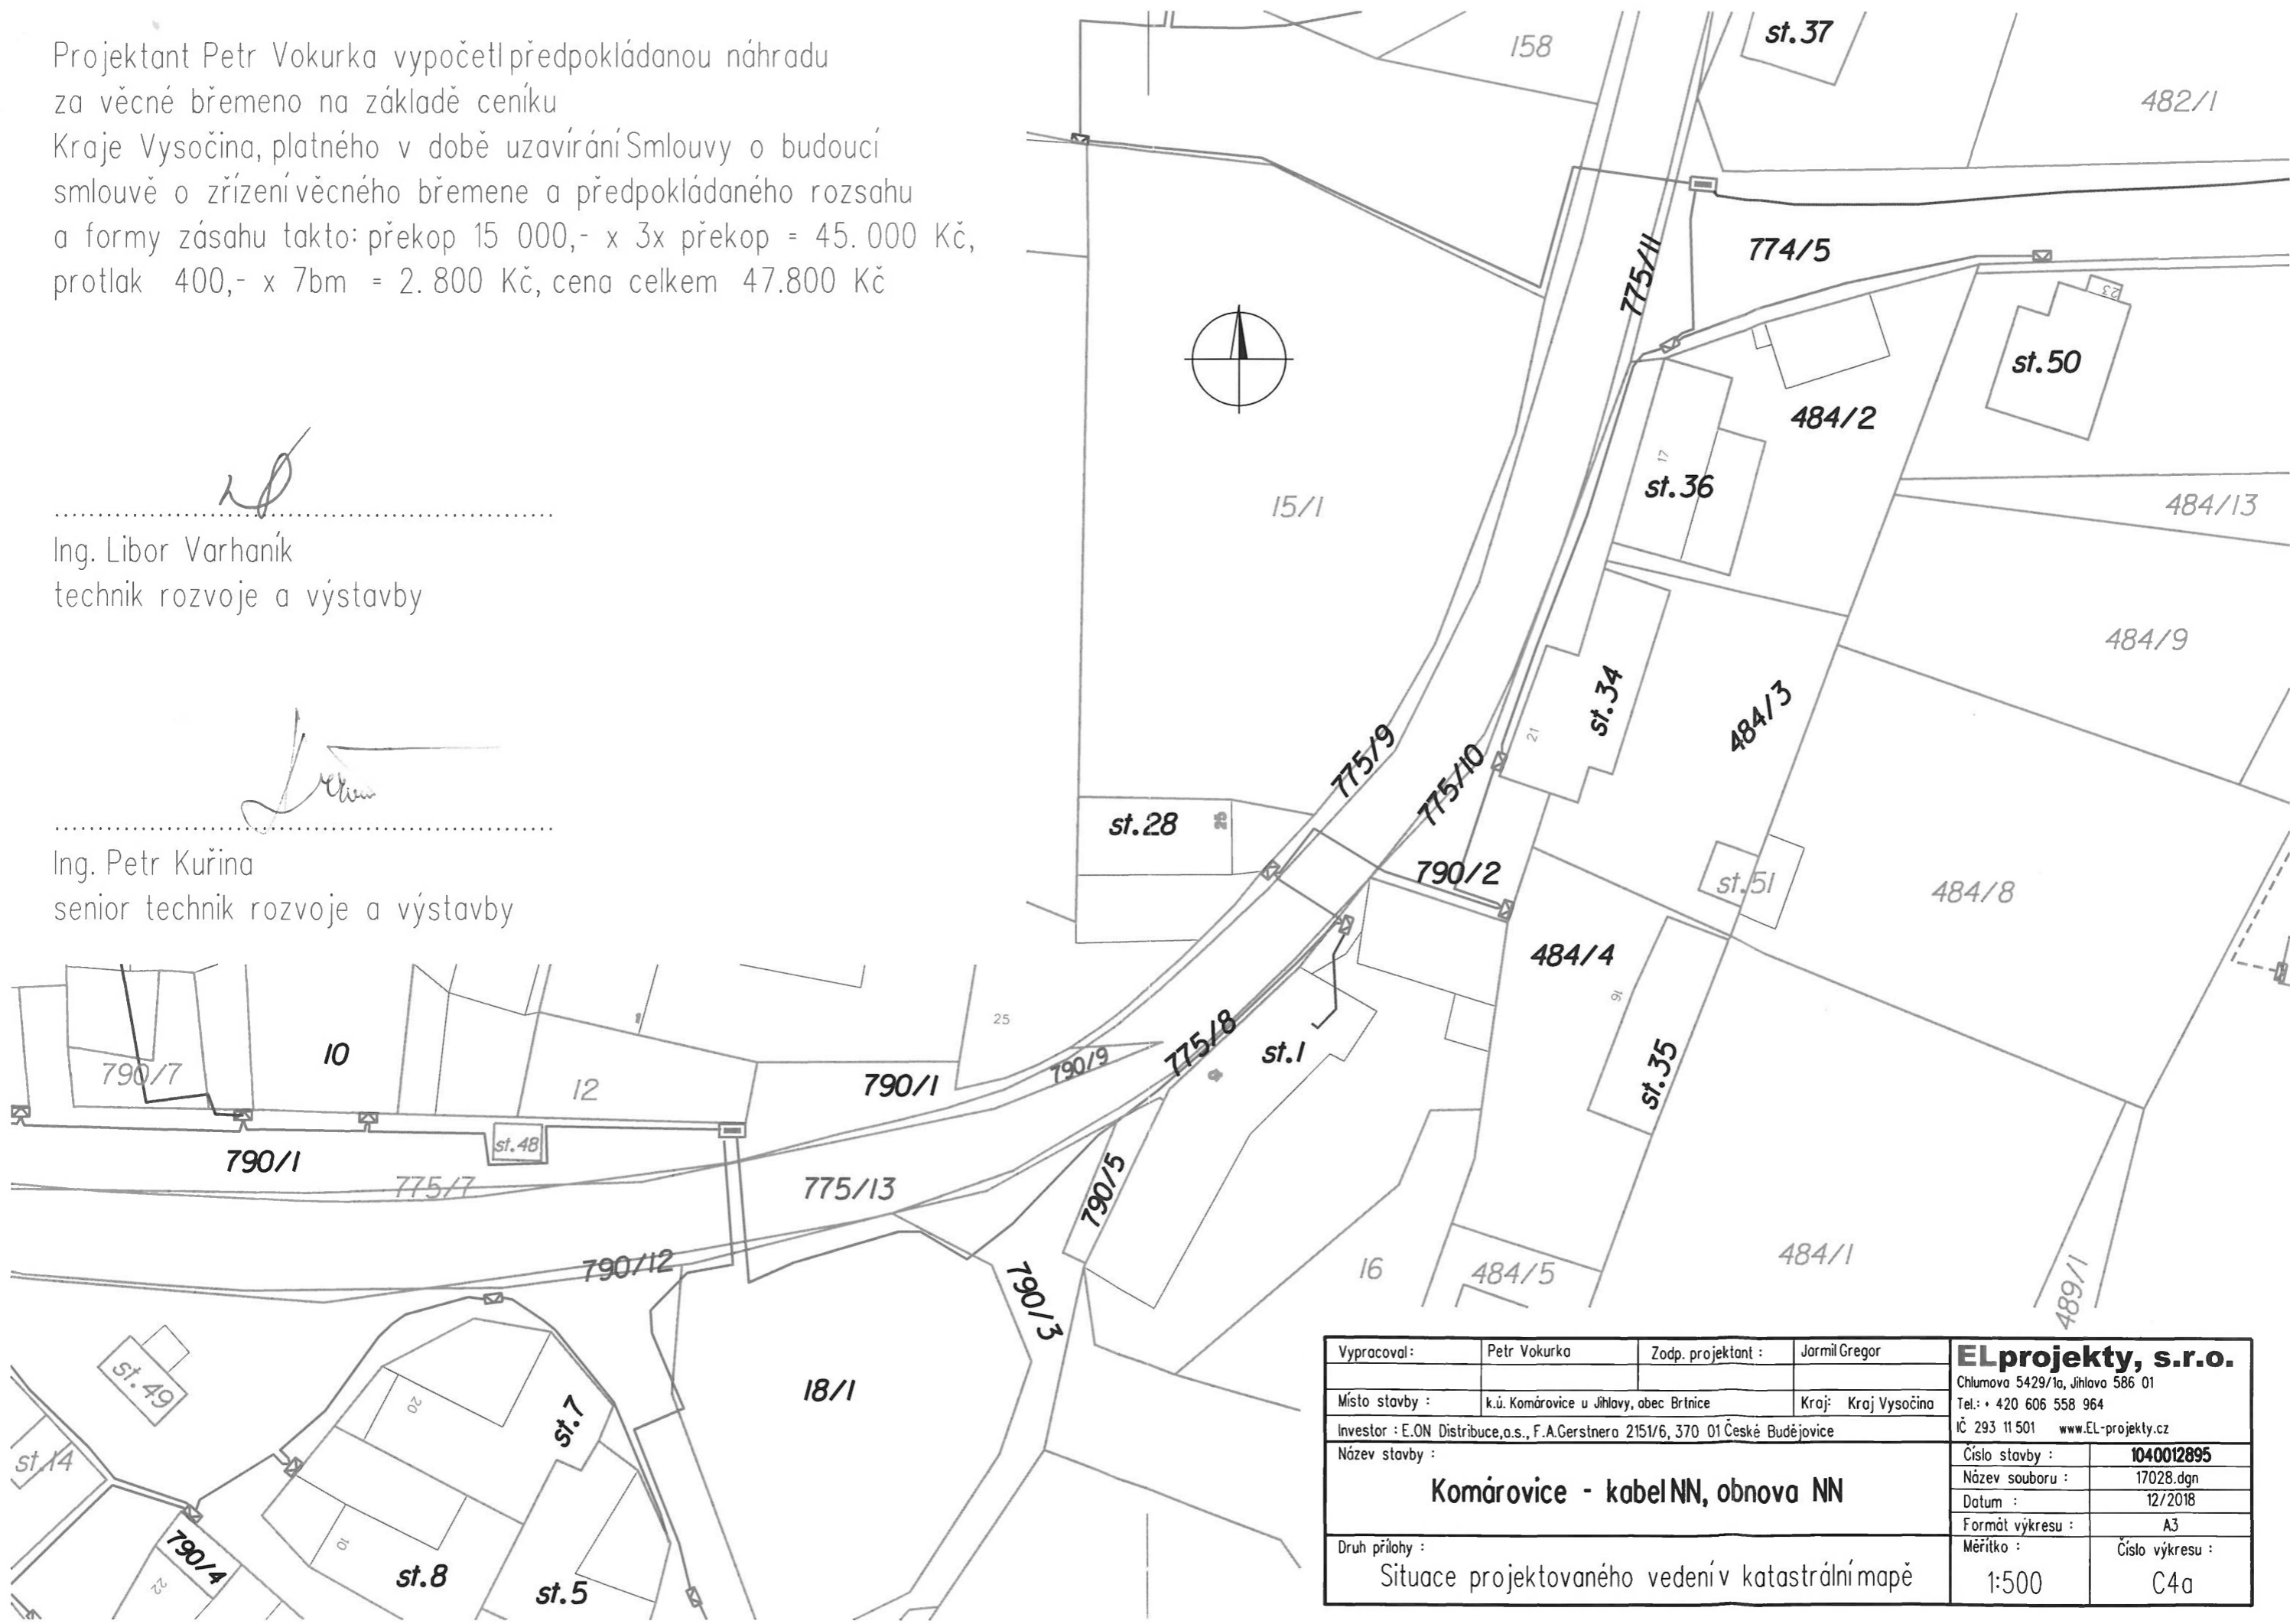 Projektant Petr Vokurka vypočetl předpokládanou náhradu
za věcné břemeno na základě ceníku
Kraje Vysočina, platného v době uzavírání Smlouvy o budoucí
smlouvě o zřízení věcného břemene a předpokládaného rozsahu
a formy zásahu takto: překop 15 000,- x 3x překop = 45. 000 Kč,
protlak 400,- x 7bm = 2. 800 Kč, cena celkem 47.800 Kč
Ing. Libor Varhaník
technik rozvoje a výstavby
Ing. Petr Kuřina
senior technik rozvoje a výstavby
158
st.37
482/1
775/11
774/5
23
st.50
484/2
17
st.36
15/1
484/13
484/9
st.34
21
484/3
775/9
775/10
st.28
25
790/2
st.51
484/8
484/4
16
st.35
775/8
st.1
25
790/9
790/1
10
790/7
12
st.48
790/1
775/7
775/13
790/5
790/12
790/3
16
484/5
484/1
489/1
18/1
st.49
20
st.7
st.14
10
790/4
22
st.8
st.5
Vypracoval: Petr Vokurka Zodp. projektant : Jarmil Gregor
Místo stavby : k.ú. Komárovice u Jihlavy, obec Brtnice Kraj: Kraj Vysočina
Investor : E.ON Distribuce,a.s., F.A.Gerstnera 2151/6, 370 01 České Budějovice
Název stavby :
Komárovice - kabel NN, obnova NN
Druh přílohy :
Situace projektovaného vedení v katastrální mapě
ELprojekty, s.r.o.
Chlumova 5429/1a, Jihlava 586 01
Tel.: + 420 606 558 964
IČ 293 11 501 www.EL-projekty.cz
Číslo stavby : 1040012895
Název souboru : 17028.dgn
Datum : 12/2018
Formát výkresu : A3
Měřítko : Číslo výkresu :
1:500 C4a